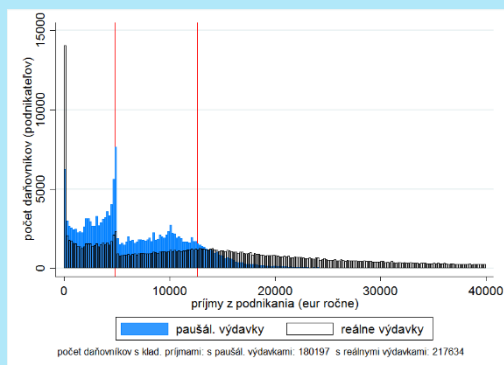 15000
10000
5000
0
počet daňovníkov (podnikateľov)
0
10000
20000
30000
40000
príjmy z podnikania (eur ročne)
paušál. výdavky
reálne výdavky
počet daňovníkov s klad. príjmami: s paušál. výdavkami: 180197 s reálnymi výdavkami: 217634